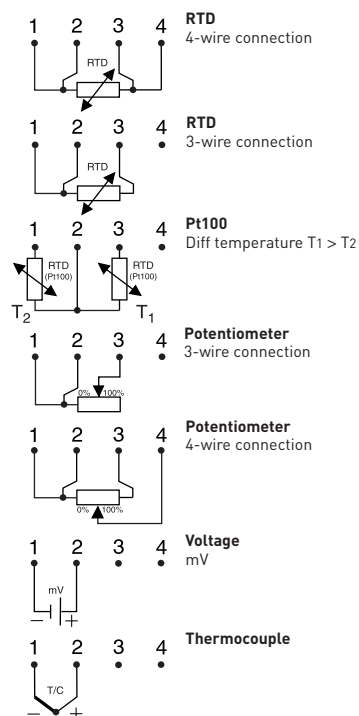 RTD
1 2 3 4
4-wire connection
RTD
RTD
1 2 3 4
3-wire connection
RTD
Pt100
1 2 3 4
Diff temperature T1 > T2
RTD RTD
(Pt100) (Pt100)
T2 T1
Potentiometer
1 2 3 4
3-wire connection
0% 100%
Potentiometer
1 2 3 4
4-wire connection
0% 100%
Voltage
1 2 3 4
mV
mV
− +
Thermocouple
1 2 3 4
T/C
− +